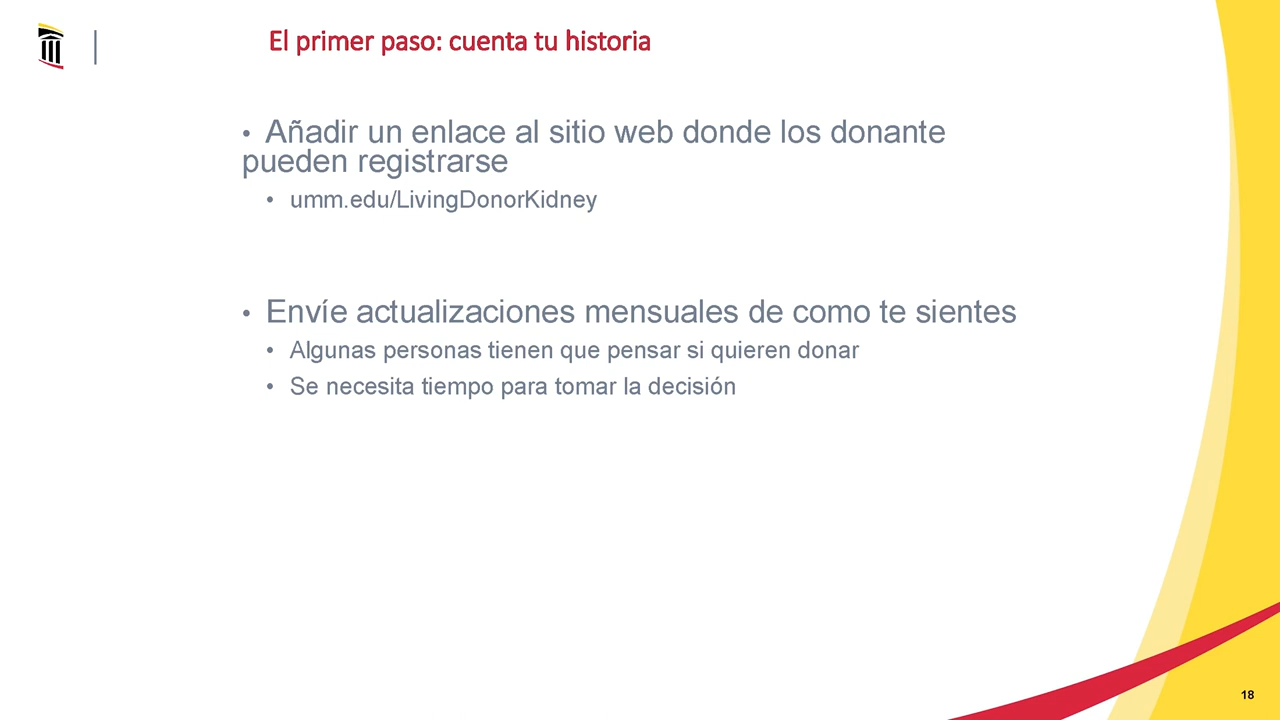 El primer paso: cuenta tu historia
• Añadir un enlace al sitio web donde los donante
pueden registrarse
• umm.edu/LivingDonorKidney
• Envíe actualizaciones mensuales de como te sientes
• Algunas personas tienen que pensar si quieren donar
• Se necesita tiempo para tomar la decisión
18